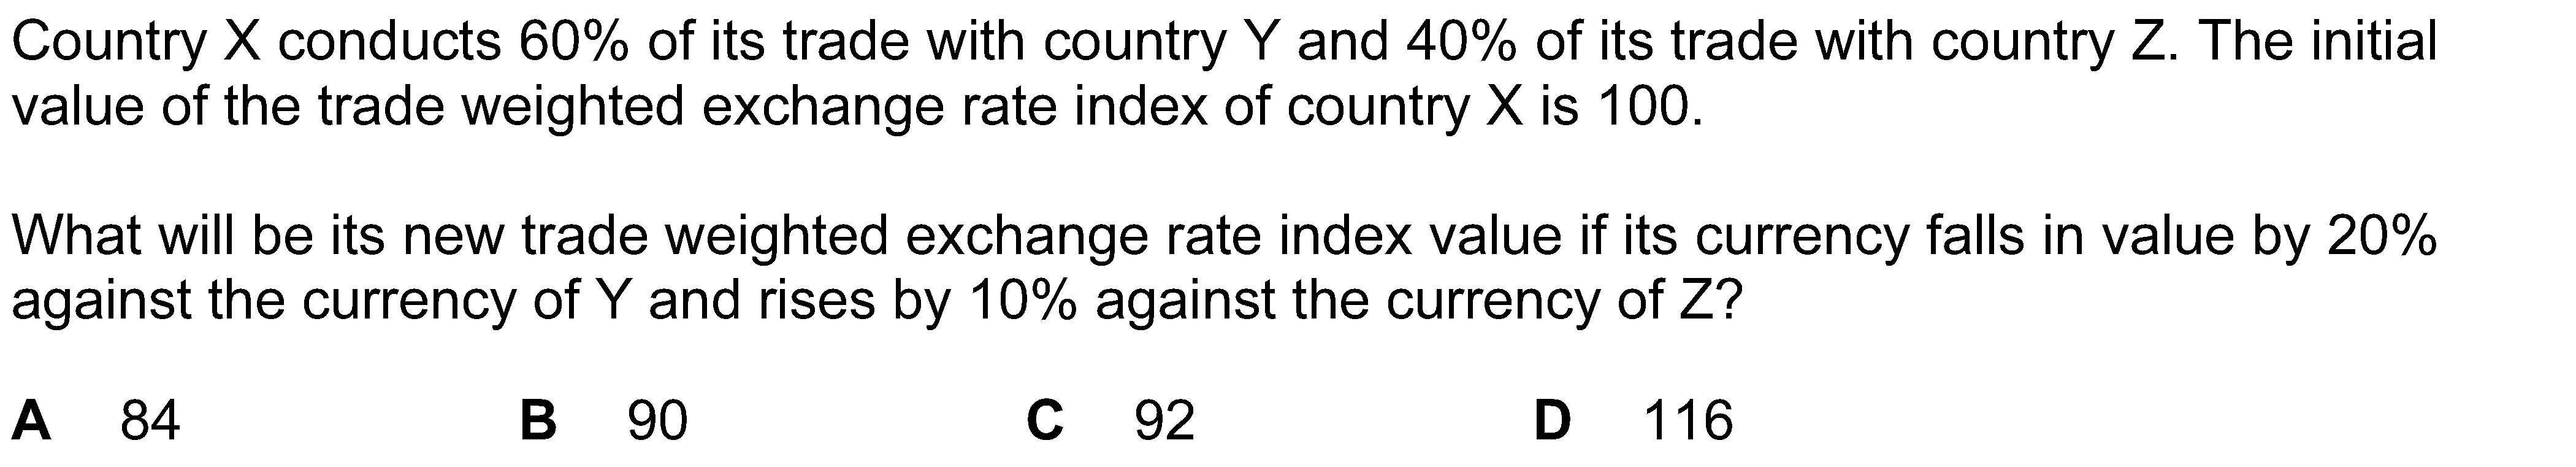 Country X conducts 60% of its trade with country Y and 40% of its trade with country Z. The initial
value of the trade weighted exchange rate index of country X is 100.
What will be its new trade weighted exchange rate index value if its currency falls in value by 20%
against the currency of Y and rises by 10% against the currency of Z?
A 84 B 90 C 92 D 116